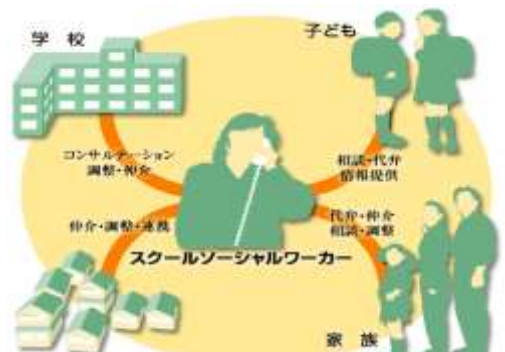 学校
子ども
コンサルテーション
調整・仲介
相談・代弁
情報提供
仲介・調整・連携
代弁・仲介
相談・調整
スクールソーシャルワーカー
家族